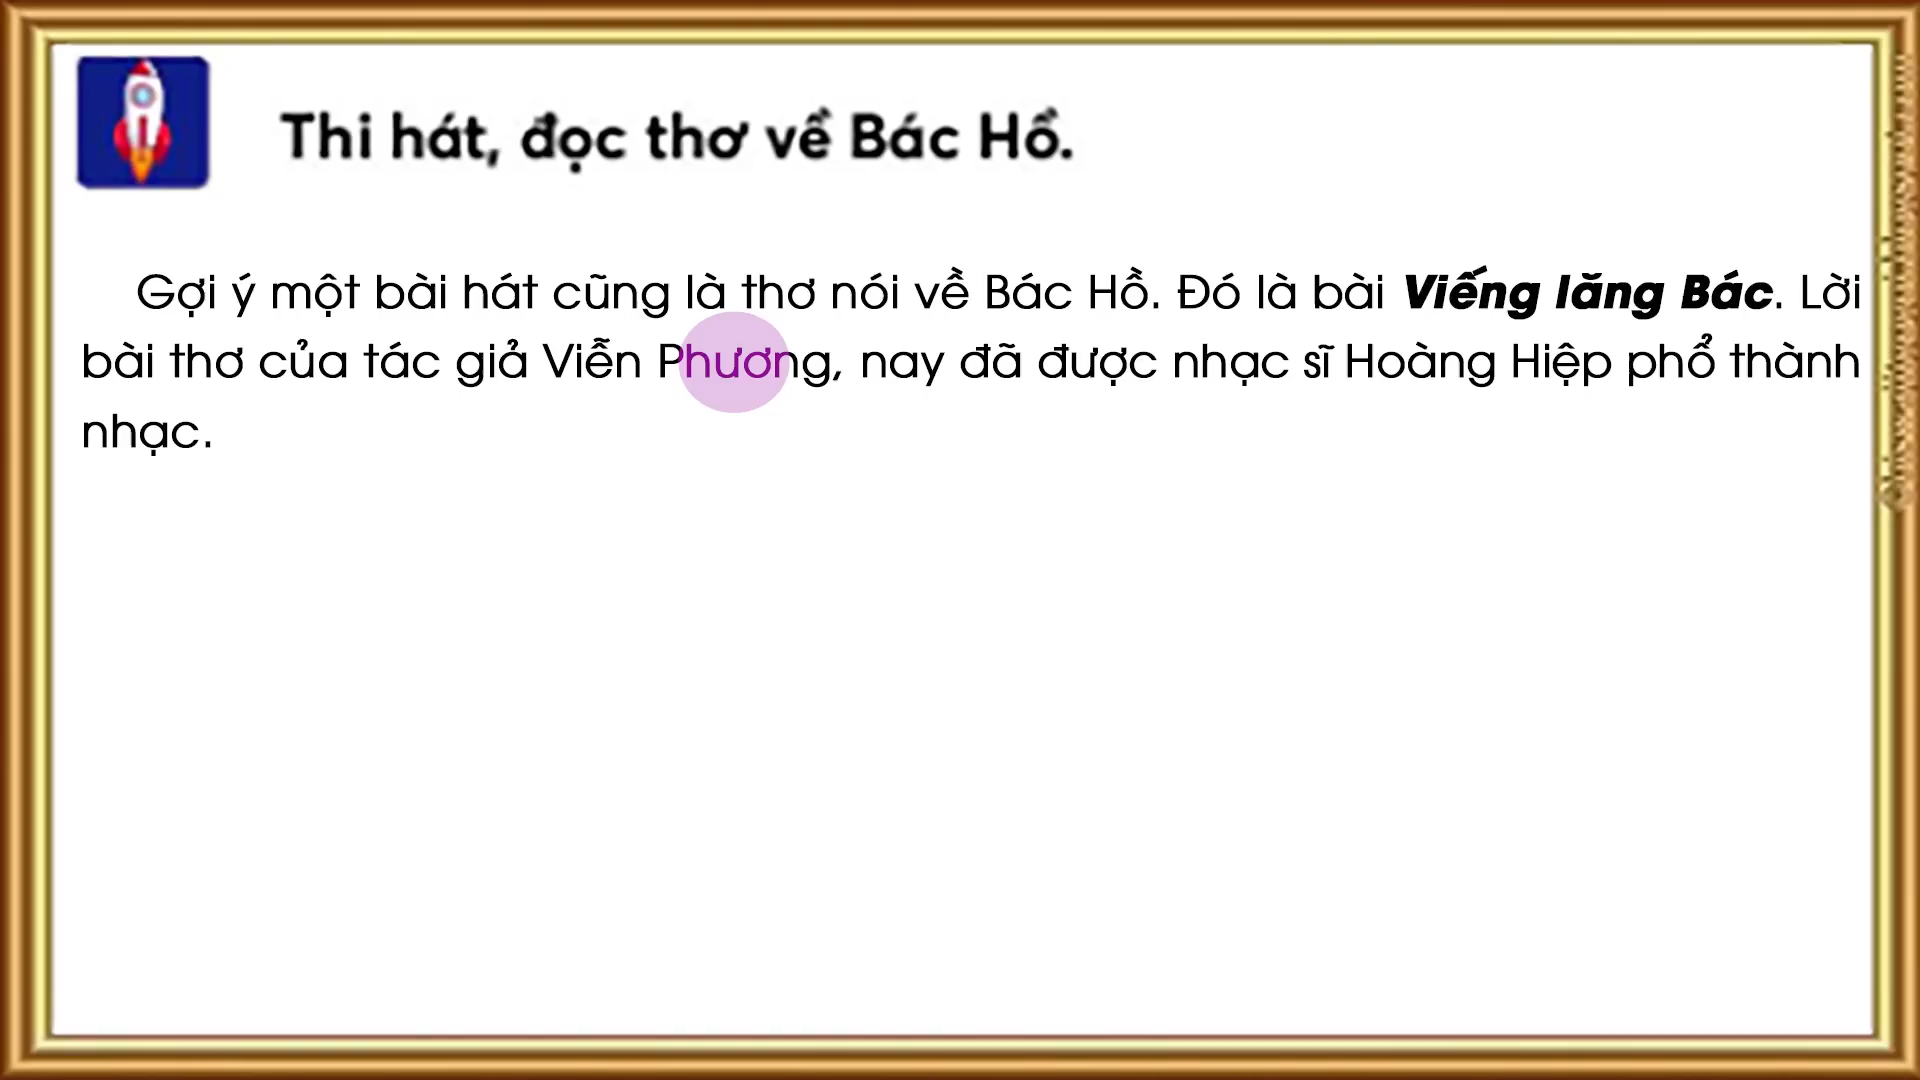 Thi hát, đọc thơ về Bác Hồ.
Gợi ý một bài hát cũng là thơ nói về Bác Hồ. Đó là bài Viếng lăng Bác. Lời
bài thơ của tác giả Viễn Phương, nay đã được nhạc sĩ Hoàng Hiệp phổ thành
nhạc.